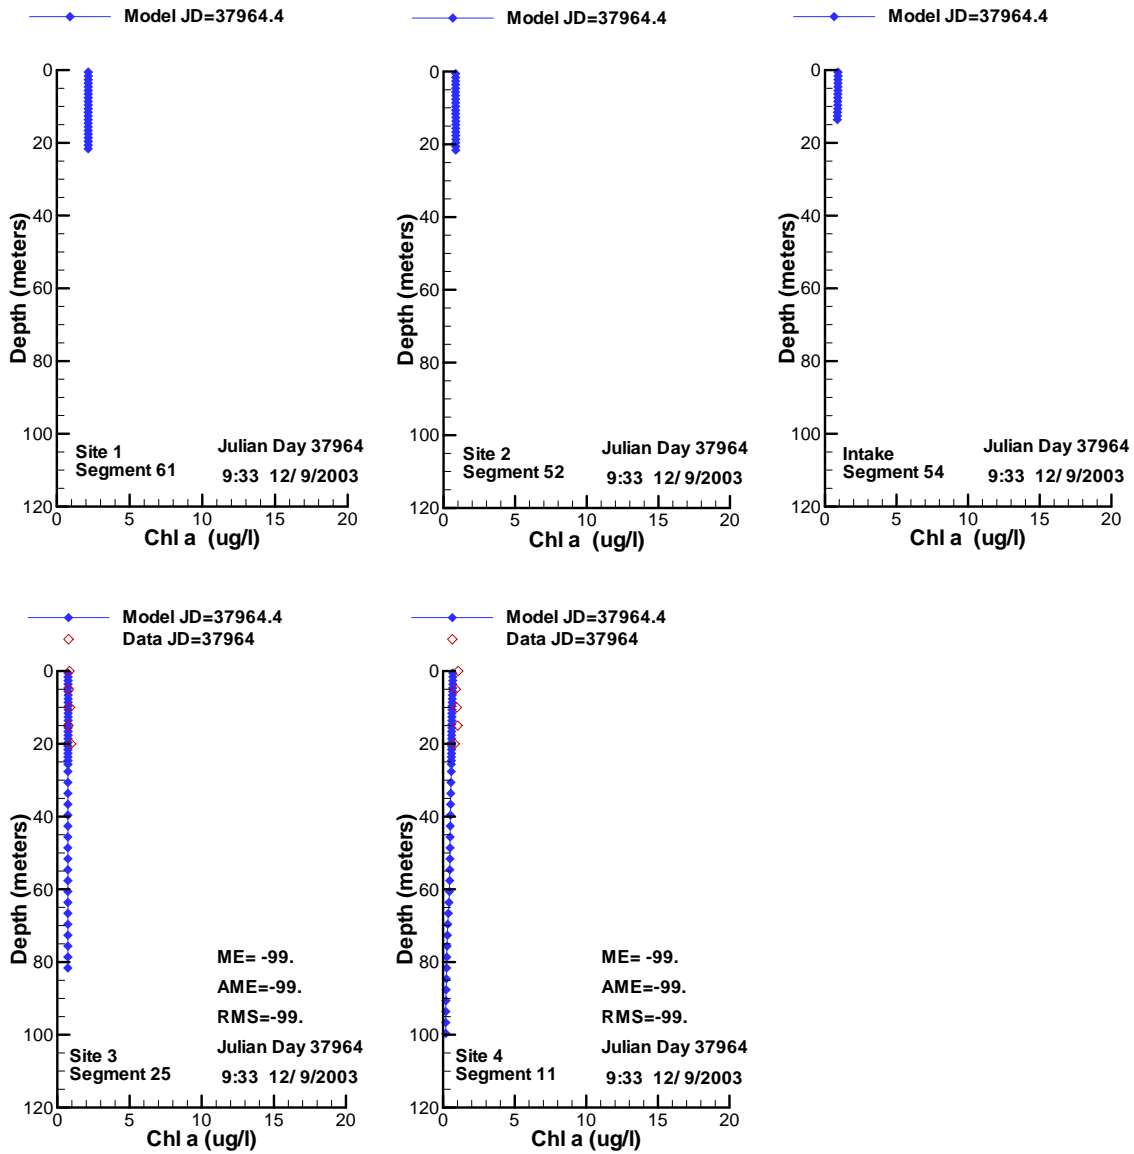 Model JD=37964.4
0
20
40
60
80
100
120
Depth (meters)
Site 1
Segment 61
Julian Day 37964
9:33 12/ 9/2003
0 5 10 15 20
Chl a (ug/l)
Model JD=37964.4
0
20
40
60
80
100
120
Depth (meters)
Site 2
Segment 52
Julian Day 37964
9:33 12/ 9/2003
0 5 10 15 20
Chl a (ug/l)
Model JD=37964.4
0
20
40
60
80
100
120
Depth (meters)
Intake
Segment 54
Julian Day 37964
9:33 12/ 9/2003
0 5 10 15 20
Chl a (ug/l)
Model JD=37964.4
Data JD=37964
0
20
40
60
80
100
120
Depth (meters)
ME= -99.
AME=-99.
RMS=-99.
Site 3
Segment 25
Julian Day 37964
9:33 12/ 9/2003
0 5 10 15 20
Chl a (ug/l)
Model JD=37964.4
Data JD=37964
0
20
40
60
80
100
120
Depth (meters)
ME= -99.
AME=-99.
RMS=-99.
Site 4
Segment 11
Julian Day 37964
9:33 12/ 9/2003
0 5 10 15 20
Chl a (ug/l)